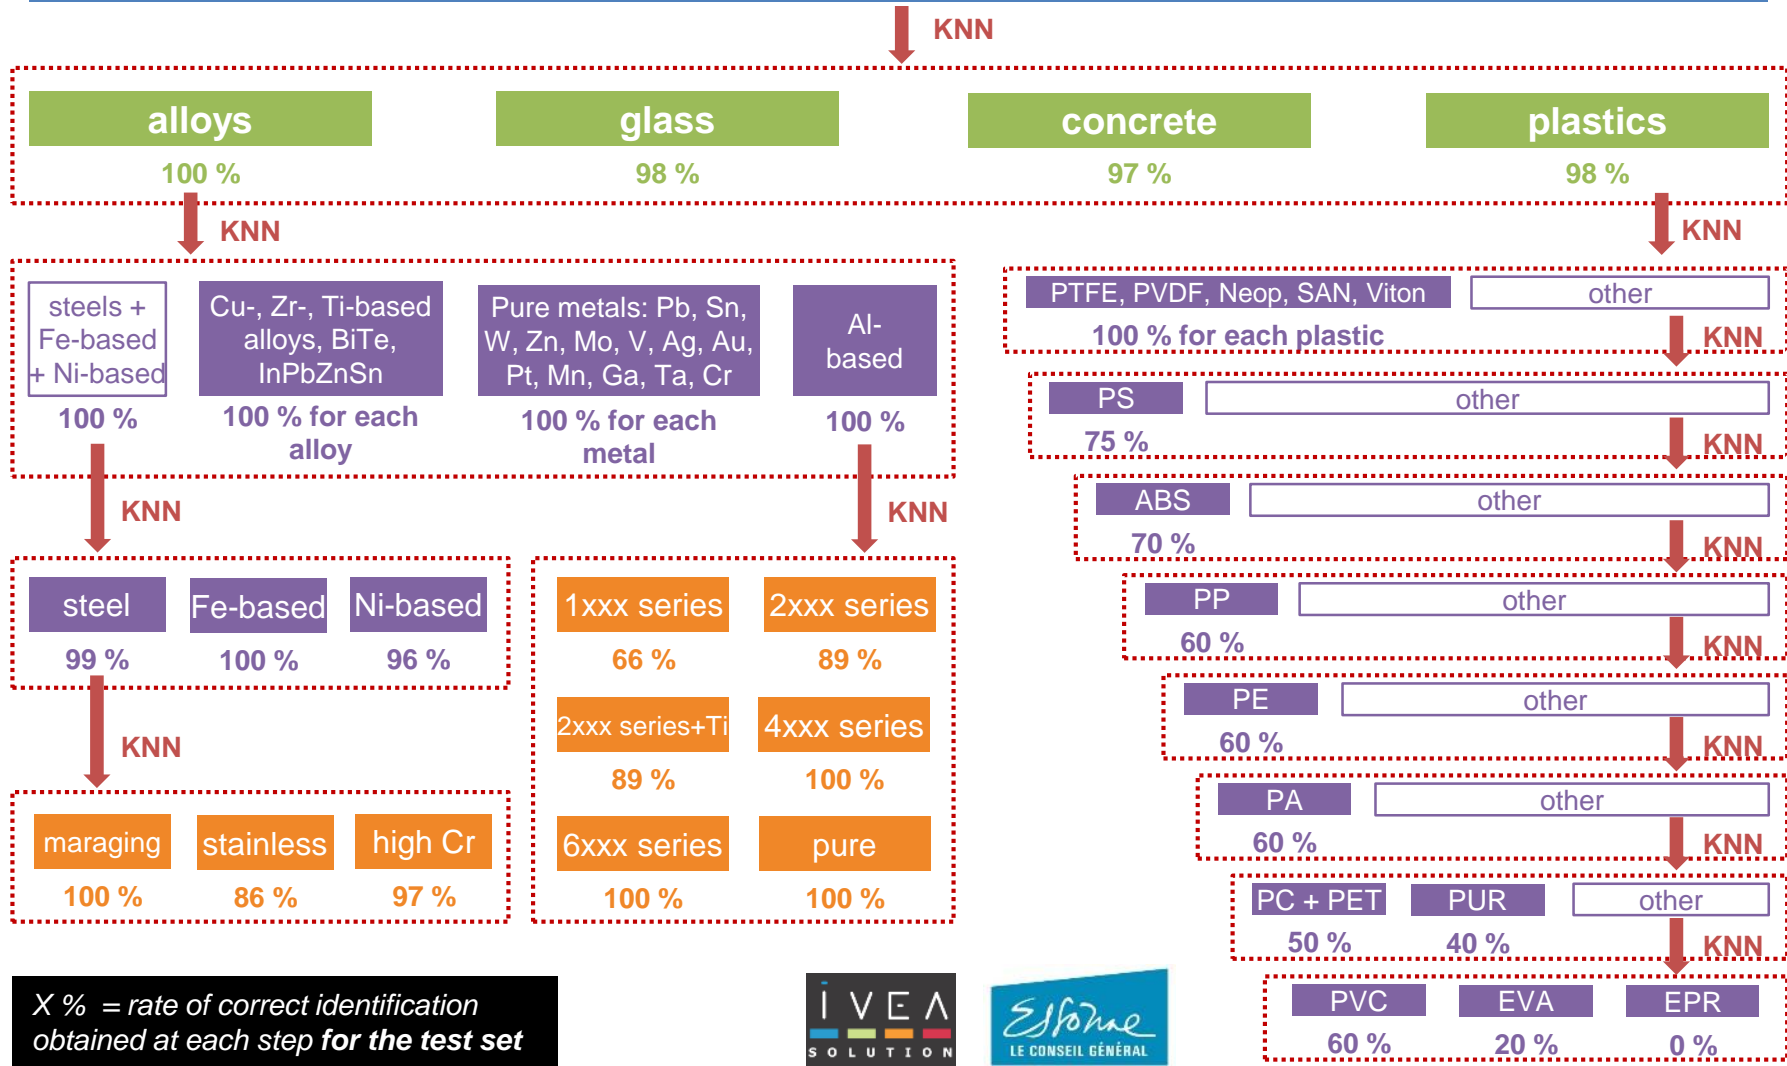 KNN
alloys
glass
concrete
plastics
100 %
98 %
97 %
98 %
KNN
KNN
steels +
Fe-based
+ Ni-based
100 %
Cu-, Zr-, Ti-based
alloys, BiTe,
InPbZnSn
100 % for each
alloy
Pure metals: Pb, Sn,
W, Zn, Mo, V, Ag, Au,
Pt, Mn, Ga, Ta, Cr
100 % for each
metal
Al-
based
100 %
PTFE, PVDF, Neop, SAN, Viton
other
100 % for each plastic
KNN
PS
other
75 %
KNN
ABS
other
70 %
KNN
PP
other
60 %
KNN
PE
other
60 %
KNN
PA
other
60 %
KNN
PC + PET
PUR
other
50 %
40 %
KNN
PVC
EVA
EPR
60 %
20 %
0 %
KNN
KNN
steel
Fe-based
Ni-based
99 %
100 %
96 %
KNN
maraging
stainless
high Cr
100 %
86 %
97 %
1xxx series
2xxx series
66 %
89 %
2xxx series+Ti
4xxx series
89 %
100 %
6xxx series
pure
100 %
100 %
X % = rate of correct identification
obtained at each step for the test set
iVEA
SOLUTION
Essonne
LE CONSEIL GÉNÉRAL